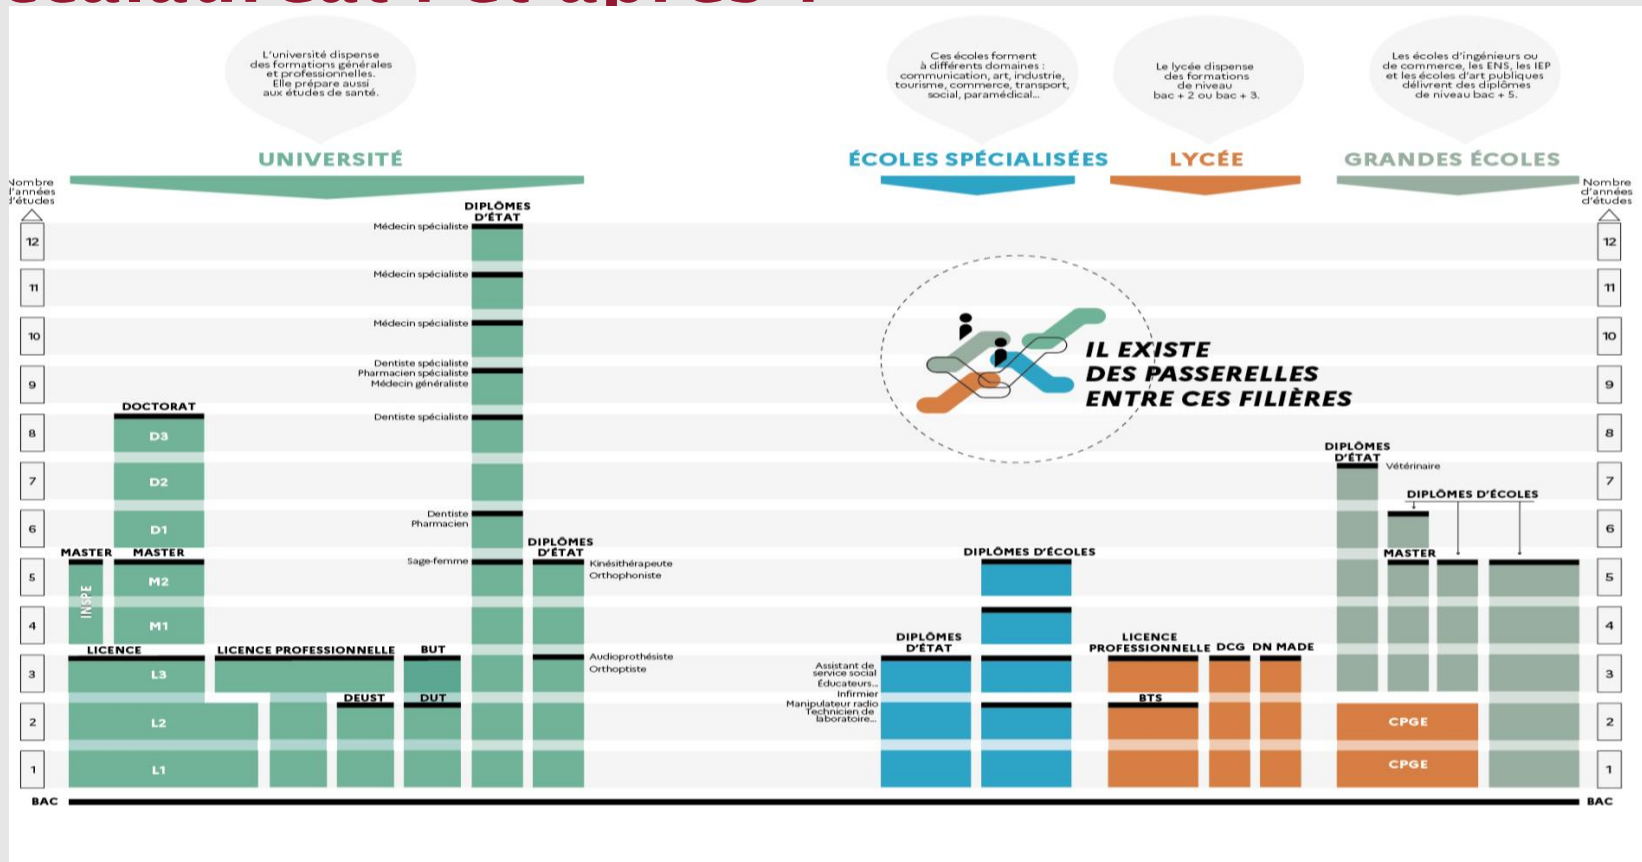 L'université dispense
des formations générales
et professionnelles.
Elle prépare aussi
aux études de santé.
Ces écoles forment
à différents domaines :
communication, art, industrie,
tourisme, commerce, transport,
social, paramédical...
Le lycée dispense
des formations
de niveau
bac + 2 ou bac + 3.
Les écoles d'ingénieurs ou
de commerce, les ENS, les IEP
et les écoles d'art publiques
délivrent des diplômes
de niveau bac + 5.
UNIVERSITÉ
ÉCOLES SPÉCIALISÉES
LYCÉE
GRANDES ÉCOLES
Nombre
d'années
d'études
Nombre
d'années
d'études
12
11
10
9
8
7
6
5
4
3
2
1
BAC
MASTER
INSPE
DOCTORAT
D3
D2
D1
MASTER
M2
M1
LICENCE
L3
L2
L1
LICENCE PROFESSIONNELLE
DEUST
BUT
DUT
DIPLÔMES
D'ÉTAT
Médecin spécialiste
Médecin spécialiste
Médecin spécialiste
Dentiste spécialiste
Pharmacien spécialiste
Médecin généraliste
Dentiste spécialiste
Dentiste
Pharmacien
Sage-femme
DIPLÔMES
D'ÉTAT
Kinésithérapeute
Orthophoniste
Audioprothésiste
Orthoptiste
IL EXISTE
DES PASSERELLES
ENTRE CES FILIÈRES
DIPLÔMES
D'ÉTAT
Assistant de
service social
Éducateurs...
Infirmier
Manipulateur radio
Technicien de
laboratoire...
DIPLÔMES D'ÉCOLES
LICENCE
PROFESSIONNELLE
BTS
DCG
DN MADE
DIPLÔMES
D'ÉTAT
Vétérinaire
DIPLÔMES D'ÉCOLES
MASTER
CPGE
CPGE
12
11
10
9
8
7
6
5
4
3
2
1
BAC